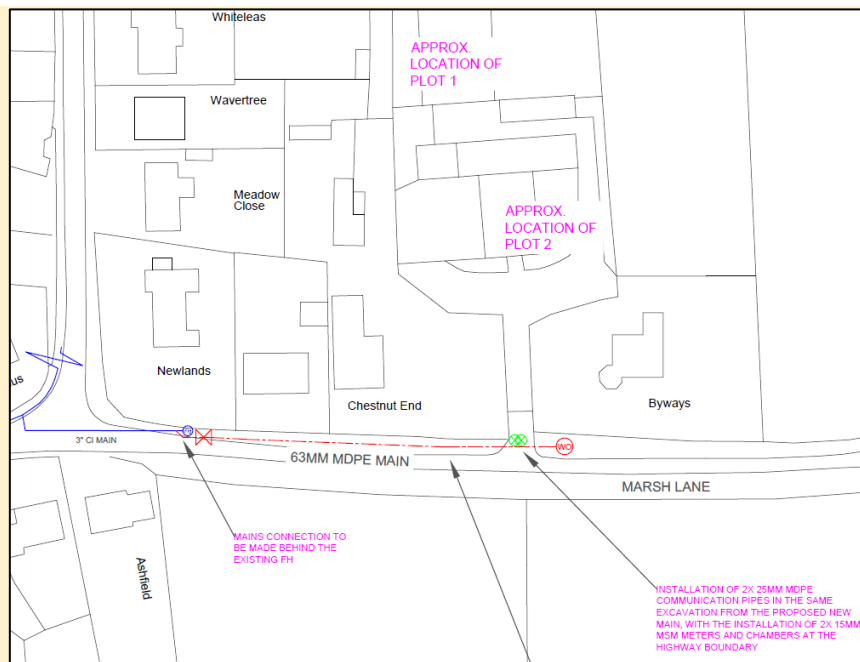 Whiteleas
APPROX.
LOCATION OF
PLOT 1
Wavertree
Meadow
Close
APPROX.
LOCATION OF
PLOT 2
Newlands
Chestnut End
Byways
us
3" CI MAIN
FH
WO
63MM MDPE MAIN
MARSH LANE
MAINS CONNECTION TO
BE MADE BEHIND THE
EXISTING FH
Ashfield
INSTALLATION OF 2X 25MM MDPE
COMMUNICATION PIPES IN THE SAME
EXCAVATION FROM THE PROPOSED NEW
MAIN, WITH THE INSTALLATION OF 2X 15MM
MSM METERS AND CHAMBERS AT THE
HIGHWAY BOUNDARY